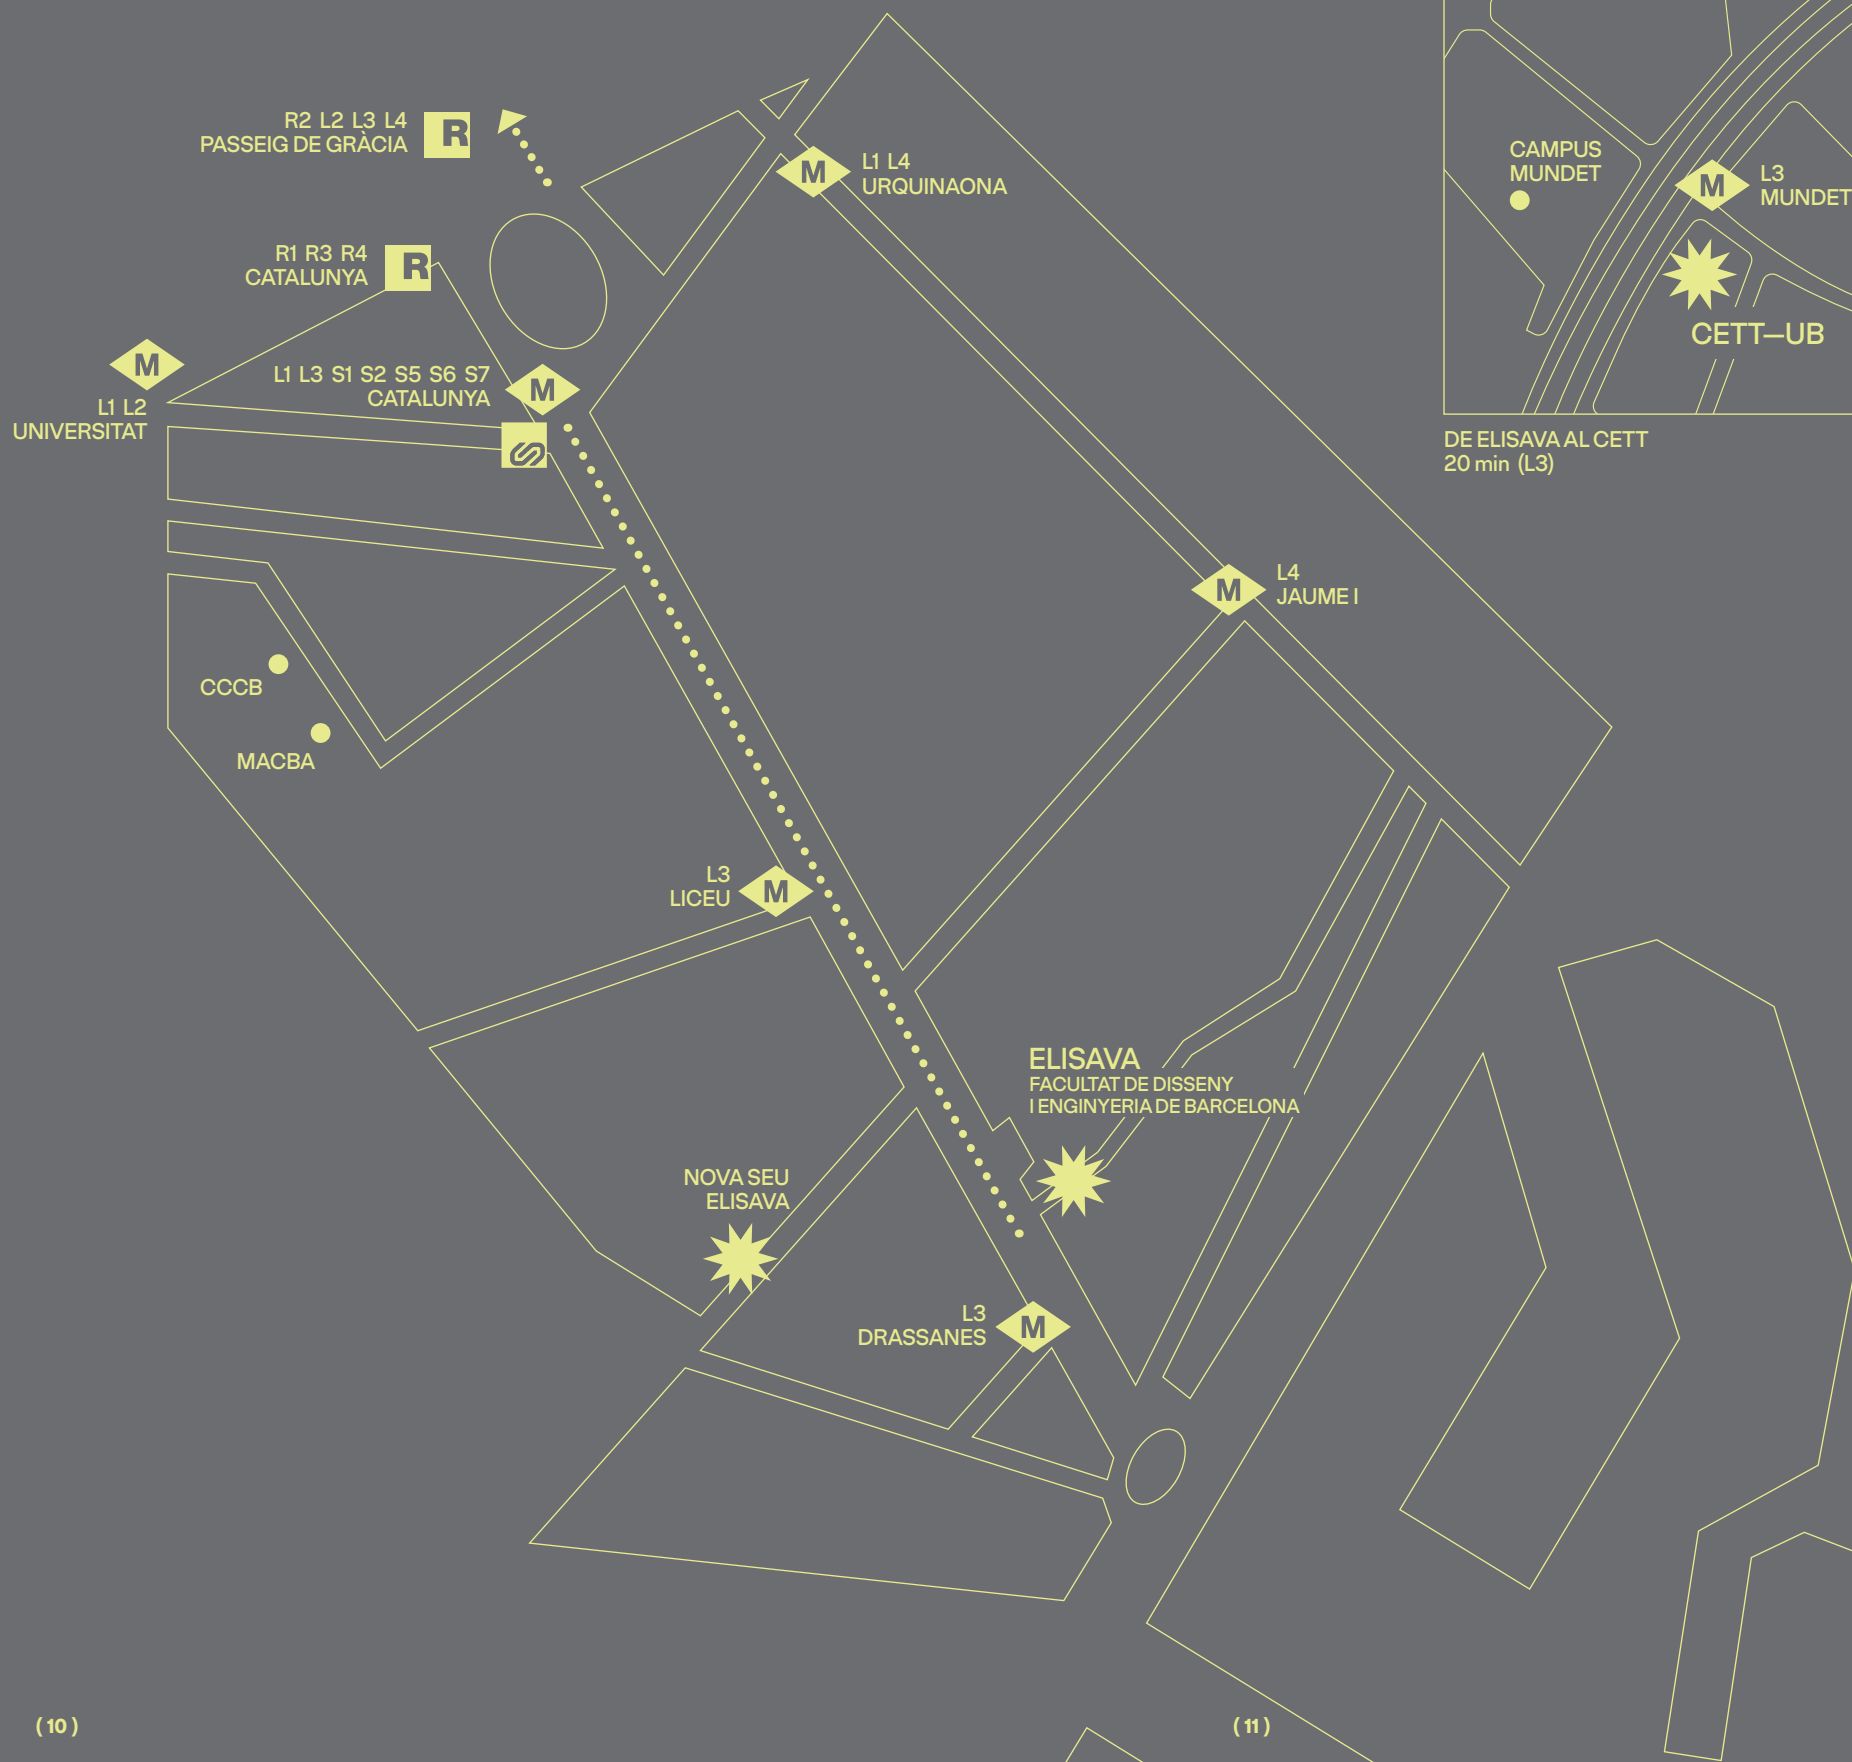 R2 L2 L3 L4
PASSEIG DE GRÀCIA
R
R1 R3 R4
CATALUNYA
R
M
L1 L2
UNIVERSITAT
L1 L3 S1 S2 S5 S6 S7
CATALUNYA
M
M
L1 L4
URQUINAONA
CAMPUS
MUNDET
M
L3
MUNDET
CETT—UB
DE ELISAVA AL CETT
20 min (L3)
M
L4
JAUME I
CCCB
MACBA
L3
LICEU
M
ELISAVA
FACULTAT DE DISSENY
I ENGINYERIA DE BARCELONA
NOVA SEU
ELISAVA
L3
DRASSANES
M
(10)
(11)